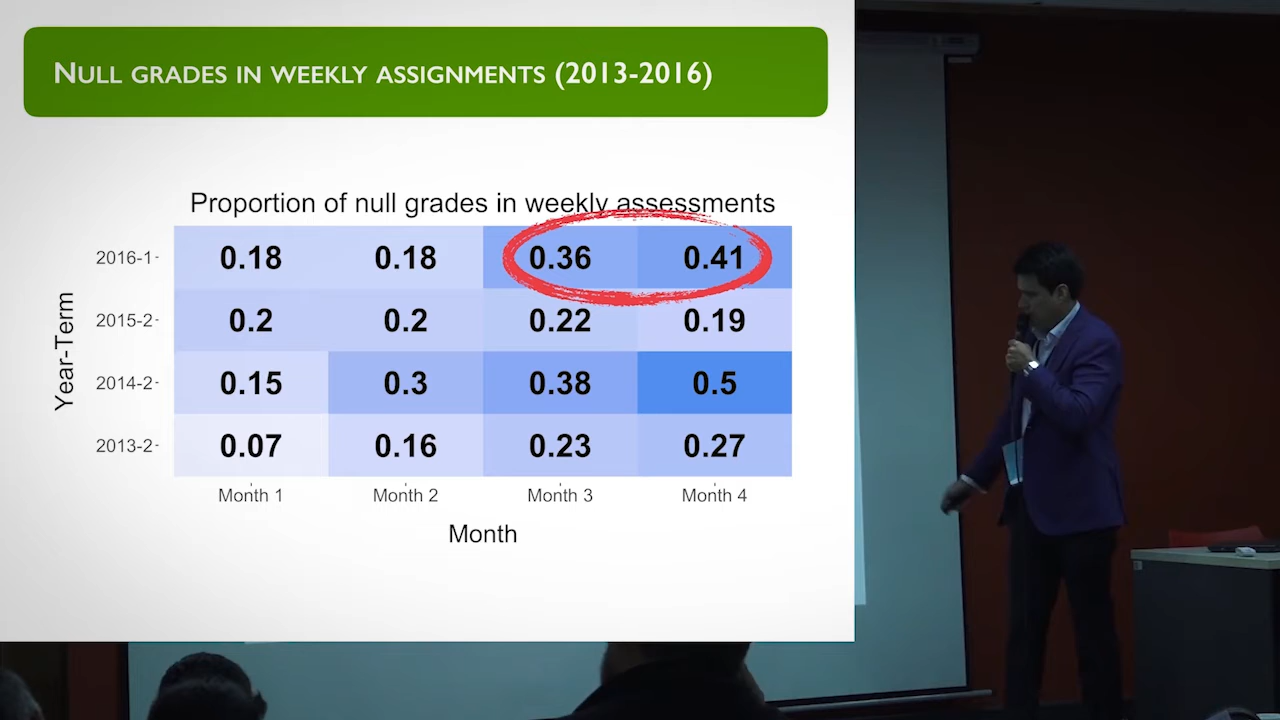 NULL GRADES IN WEEKLY ASSIGNMENTS (2013-2016)
Proportion of null grades in weekly assessments
2016-1 0.18 0.18 0.36 0.41
2015-2 0.2 0.2 0.22 0.19
2014-2 0.15 0.3 0.38 0.5
2013-2 0.07 0.16 0.23 0.27
Month 1 Month 2 Month 3 Month 4
Month
Year-Term